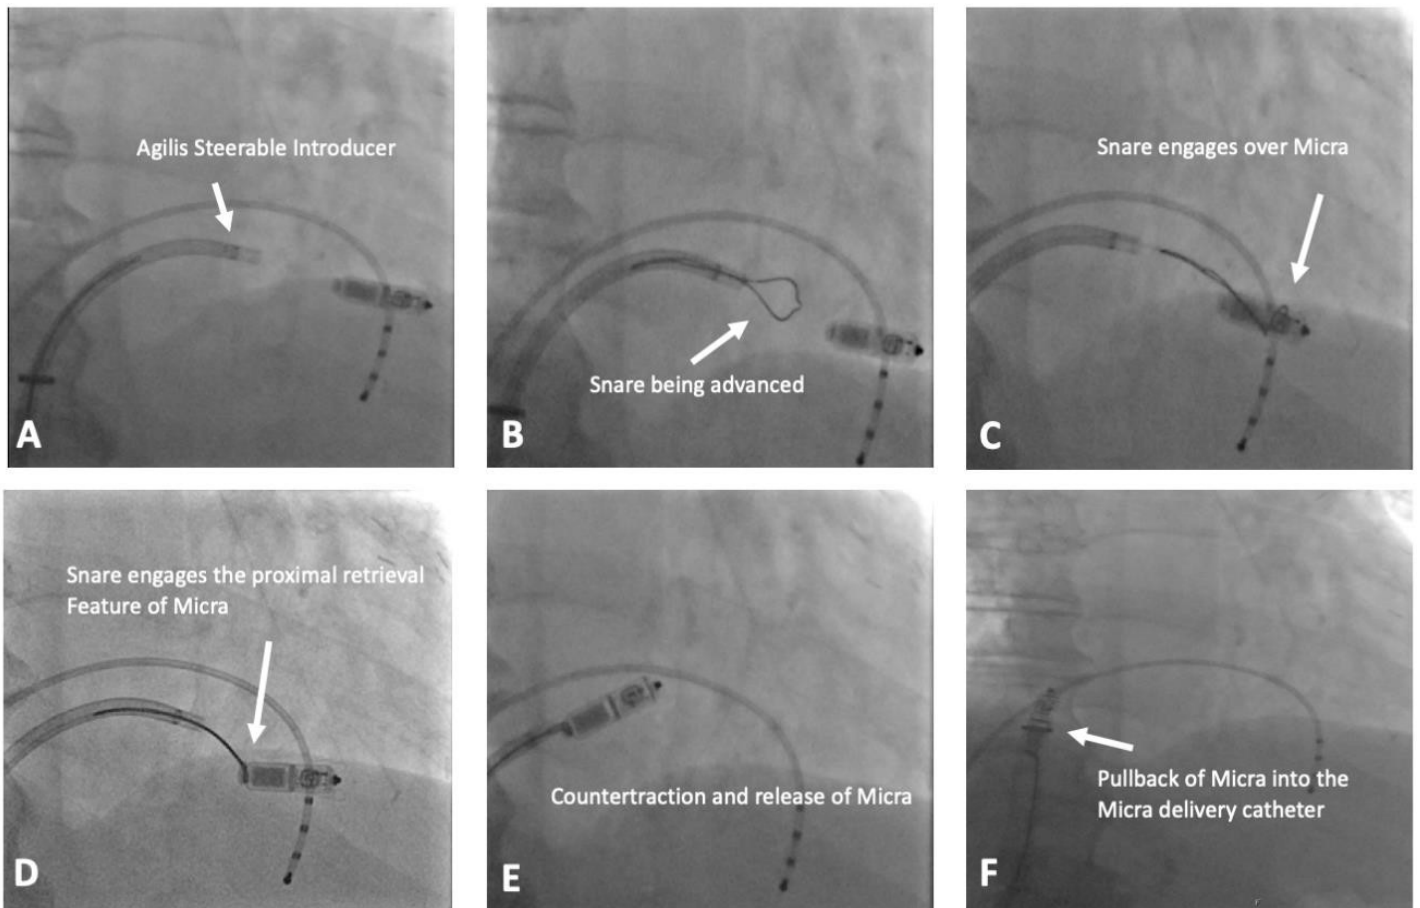 Agilis Steerable Introducer
A
Snare being advanced
B
Snare engages over Micra
C
Snare engages the proximal retrieval
Feature of Micra
D
Countertraction and release of Micra
E
Pullback of Micra into the
Micra delivery catheter
F